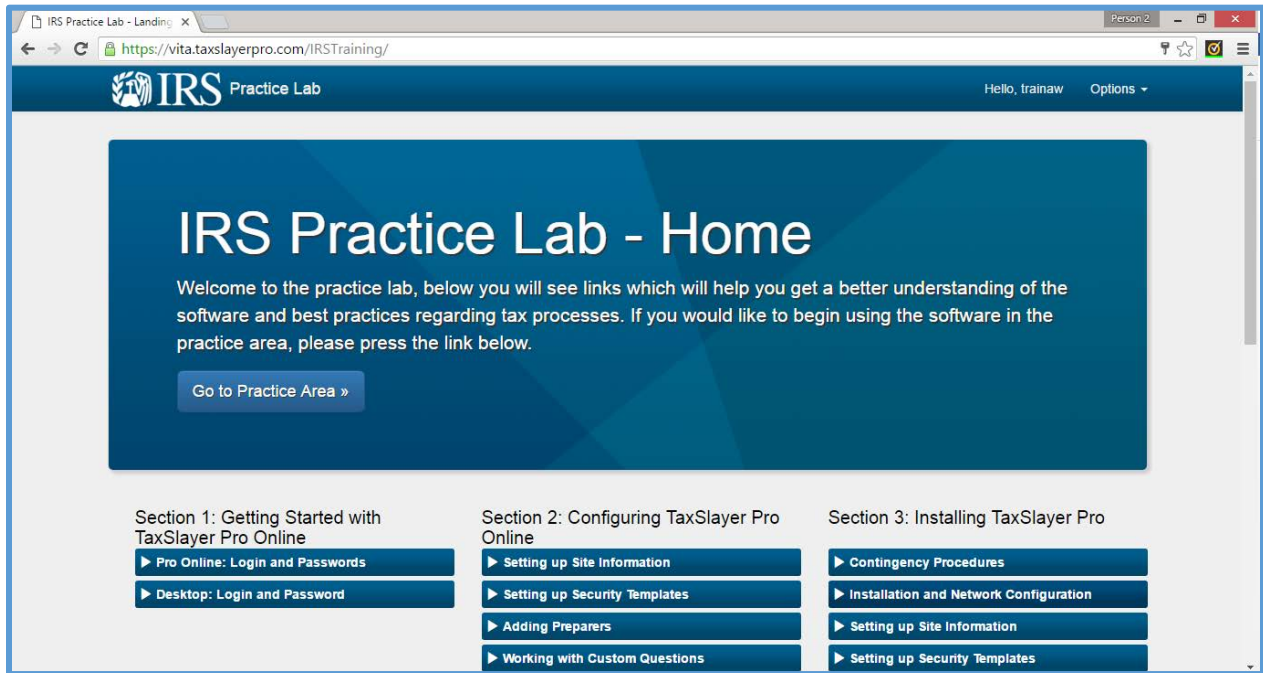 IRS Practice Lab - Landing
Person 2
https://vita.taxslayerpro.com/IRSTraining/
IRS Practice Lab
Hello, trainaw
Options
IRS Practice Lab - Home
Welcome to the practice lab, below you will see links which will help you get a better understanding of the
software and best practices regarding tax processes. If you would like to begin using the software in the
practice area, please press the link below.
Go to Practice Area »
Section 1: Getting Started with
TaxSlayer Pro Online
Pro Online: Login and Passwords
Desktop: Login and Password
Section 2: Configuring TaxSlayer Pro
Online
Setting up Site Information
Setting up Security Templates
Adding Preparers
Working with Custom Questions
Section 3: Installing TaxSlayer Pro
Contingency Procedures
Installation and Network Configuration
Setting up Site Information
Setting up Security Templates